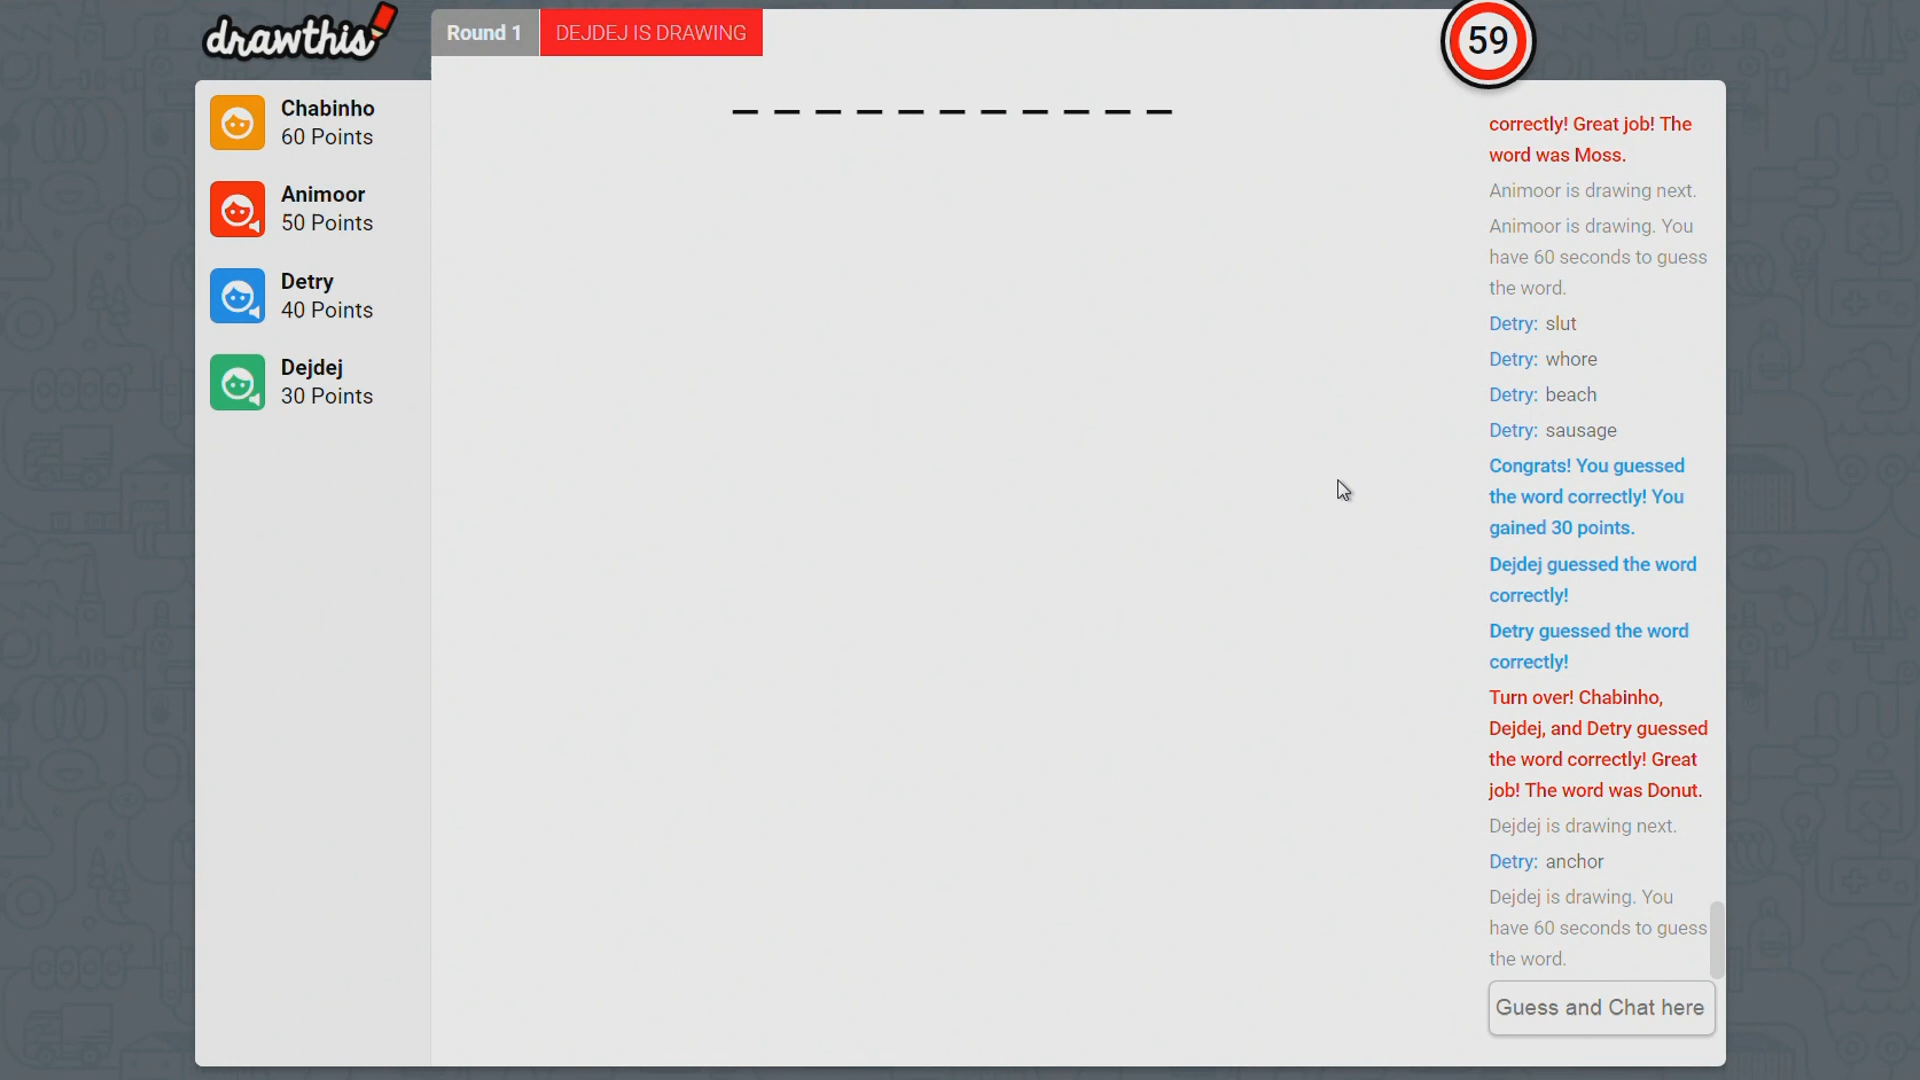 drawthis
Round 1
DEJDEJ IS DRAWING
59
Chabinho
60 Points
Animoor
50 Points
Detry
40 Points
Dejdej
30 Points
_ _ _ _ _ _ _ _ _ _ _
correctly! Great job! The
word was Moss.
Animoor is drawing next.
Animoor is drawing. You
have 60 seconds to guess
the word.
Detry: slut
Detry: whore
Detry: beach
Detry: sausage
Congrats! You guessed
the word correctly! You
gained 30 points.
Dejdej guessed the word
correctly!
Detry guessed the word
correctly!
Turn over! Chabinho,
Dejdej, and Detry guessed
the word correctly! Great
job! The word was Donut.
Dejdej is drawing next.
Detry: anchor
Dejdej is drawing. You
have 60 seconds to guess
the word.
Guess and Chat here